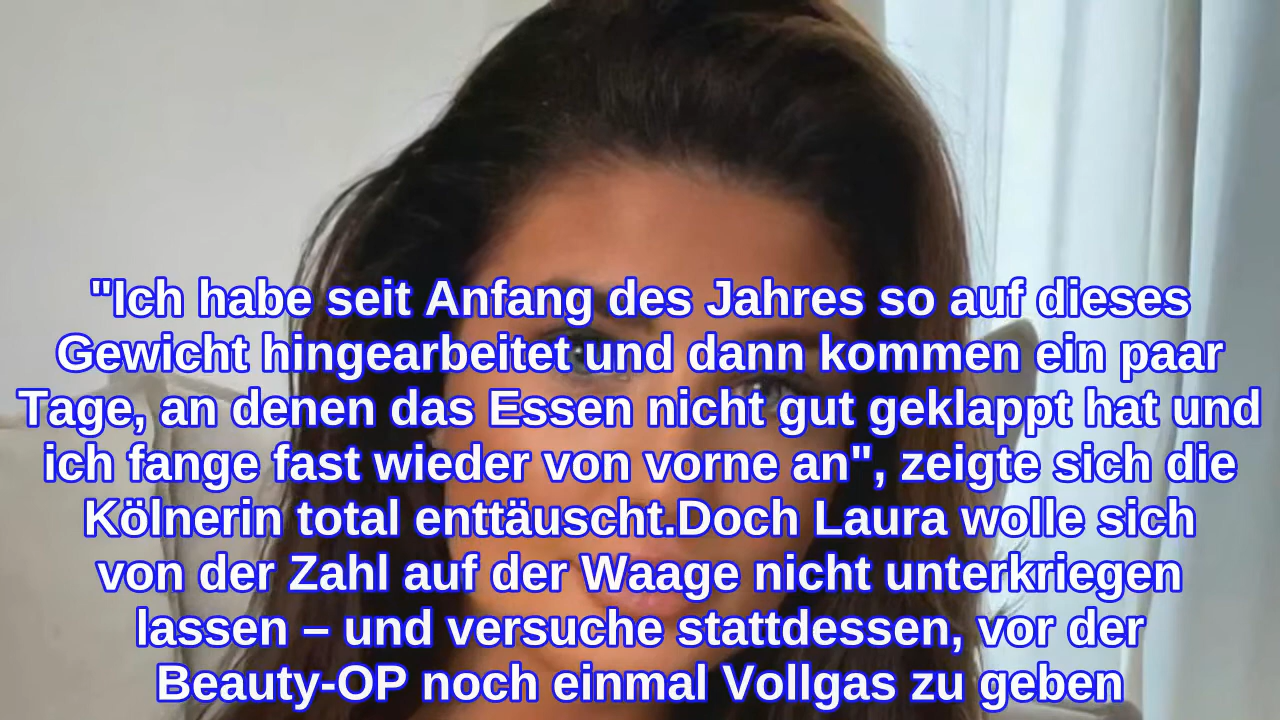 "Ich habe seit Anfang des Jahres so auf dieses
Gewicht hingearbeitet und dann kommen ein paar
Tage, an denen das Essen nicht gut geklappt hat und
ich fange fast wieder von vorne an", zeigte sich die
Kölnerin total enttäuscht.Doch Laura wolle sich
von der Zahl auf der Waage nicht unterkriegen
lassen – und versuche stattdessen, vor der
Beauty-OP noch einmal Vollgas zu geben